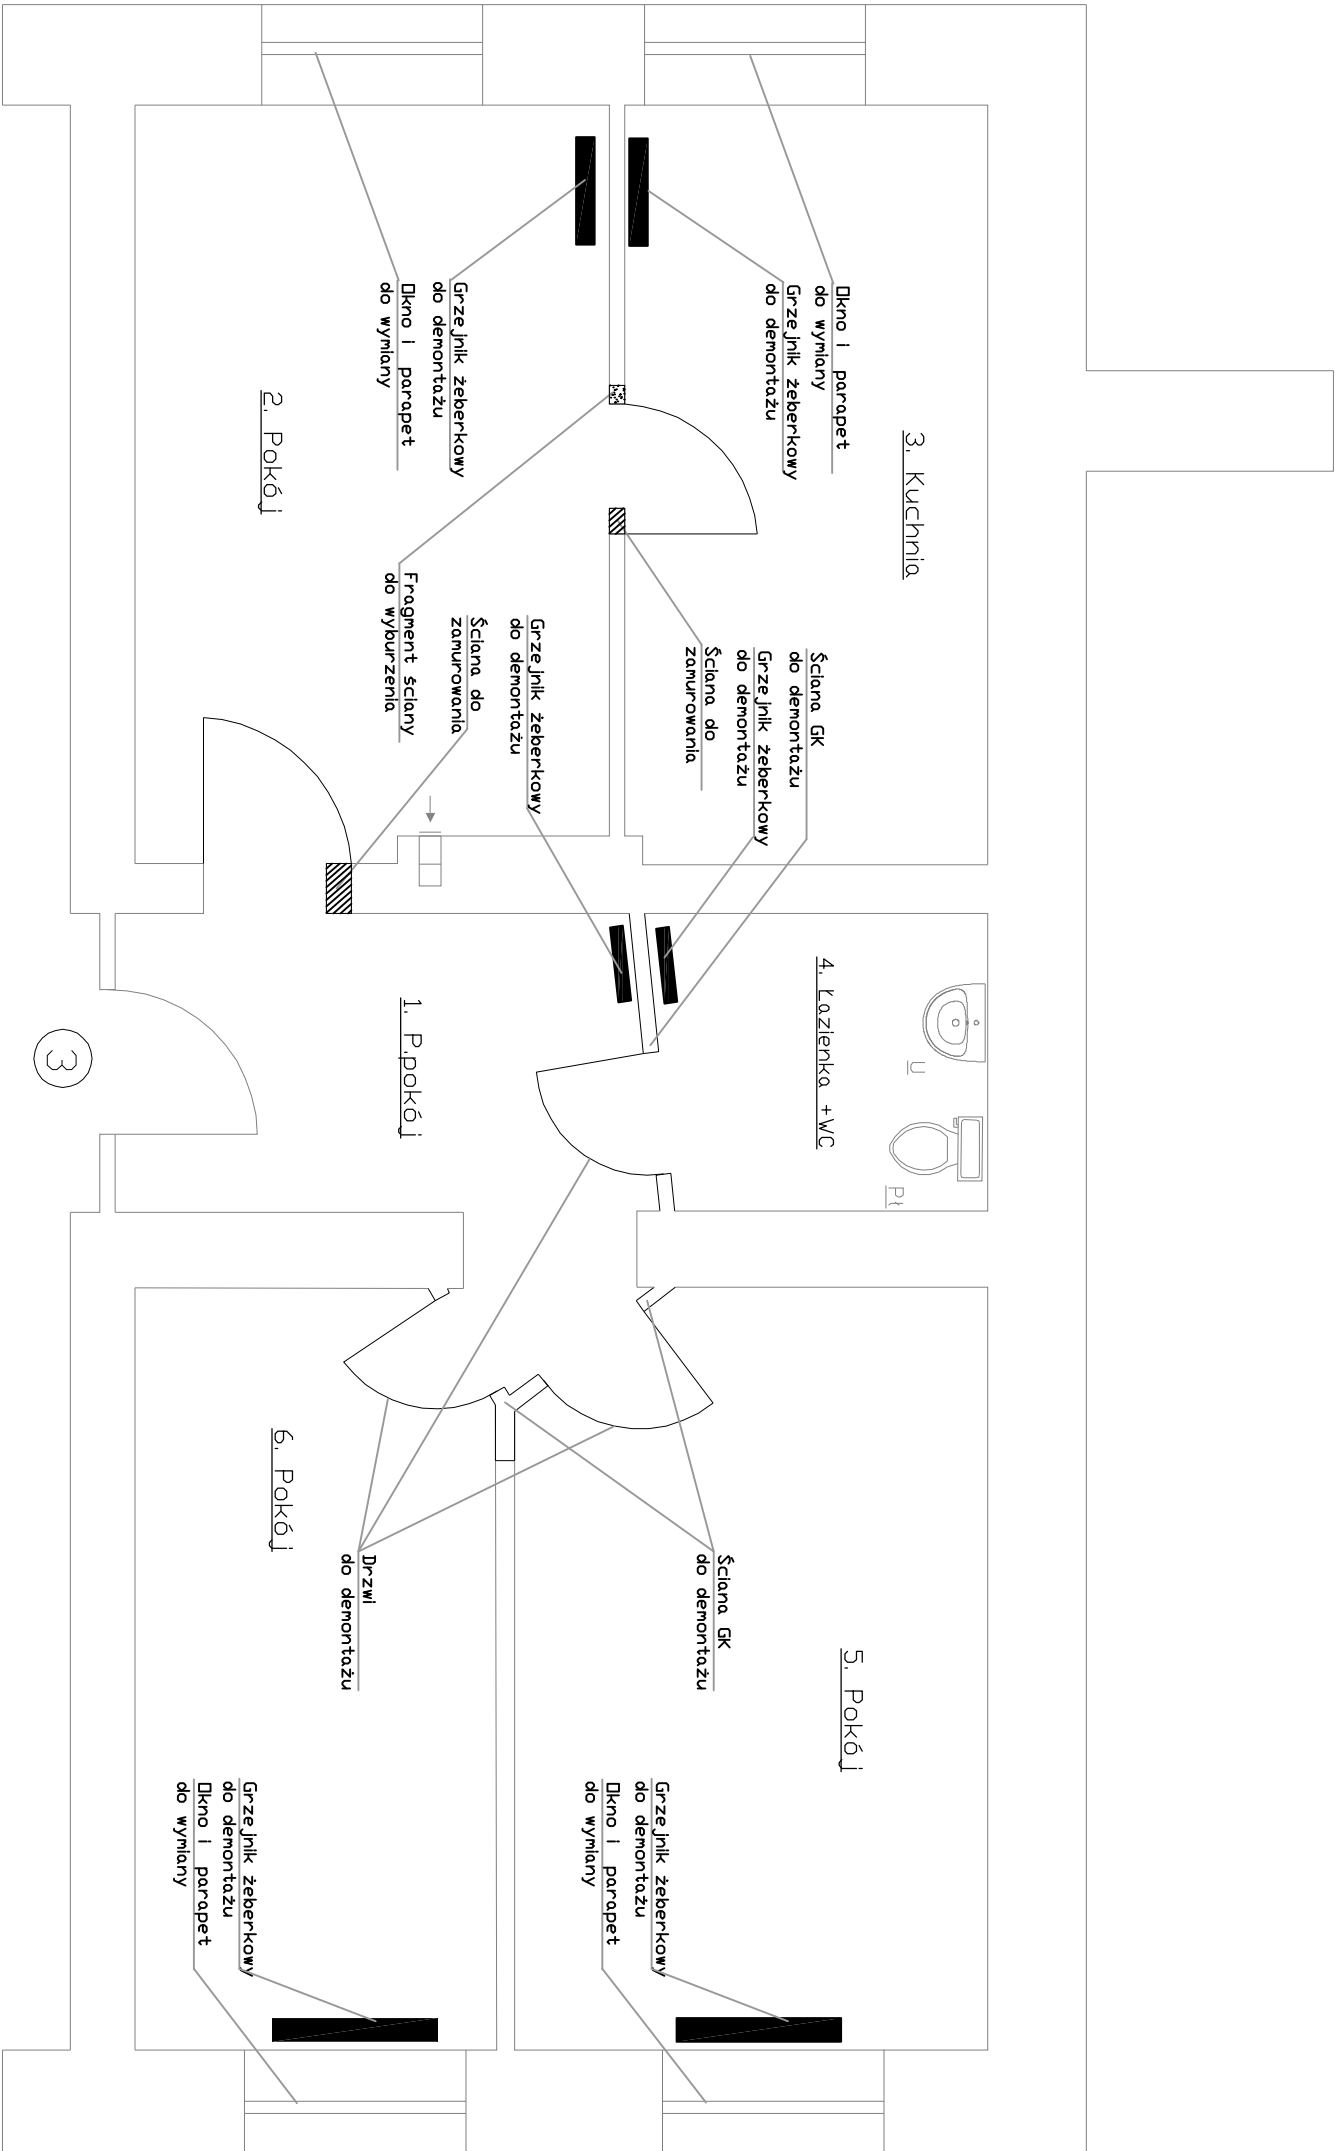 3. Kuchnia
Okno i parapet
do wymiany
Grzejnik żeberkowy
do demontażu
Grzejnik żeberkowy
do demontażu
Okno i parapet
do wymiany
2. Pokój
Ściana GK
do demontażu
Grzejnik żeberkowy
do demontażu
Ściana do
zamurowania
Grzejnik żeberkowy
do demontażu
Ściana do
zamurowania
Fragment ściany
do wyburzenia
U
Pł
4. Łazienka +WC
1. P.pokój
3
Ściana GK
do demontażu
Drzwi
do demontażu
6. Pokój
5. Pokój
Grzejnik żeberkowy
do demontażu
Okno i parapet
do wymiany
Grzejnik żeberkowy
do demontażu
Okno i parapet
do wymiany